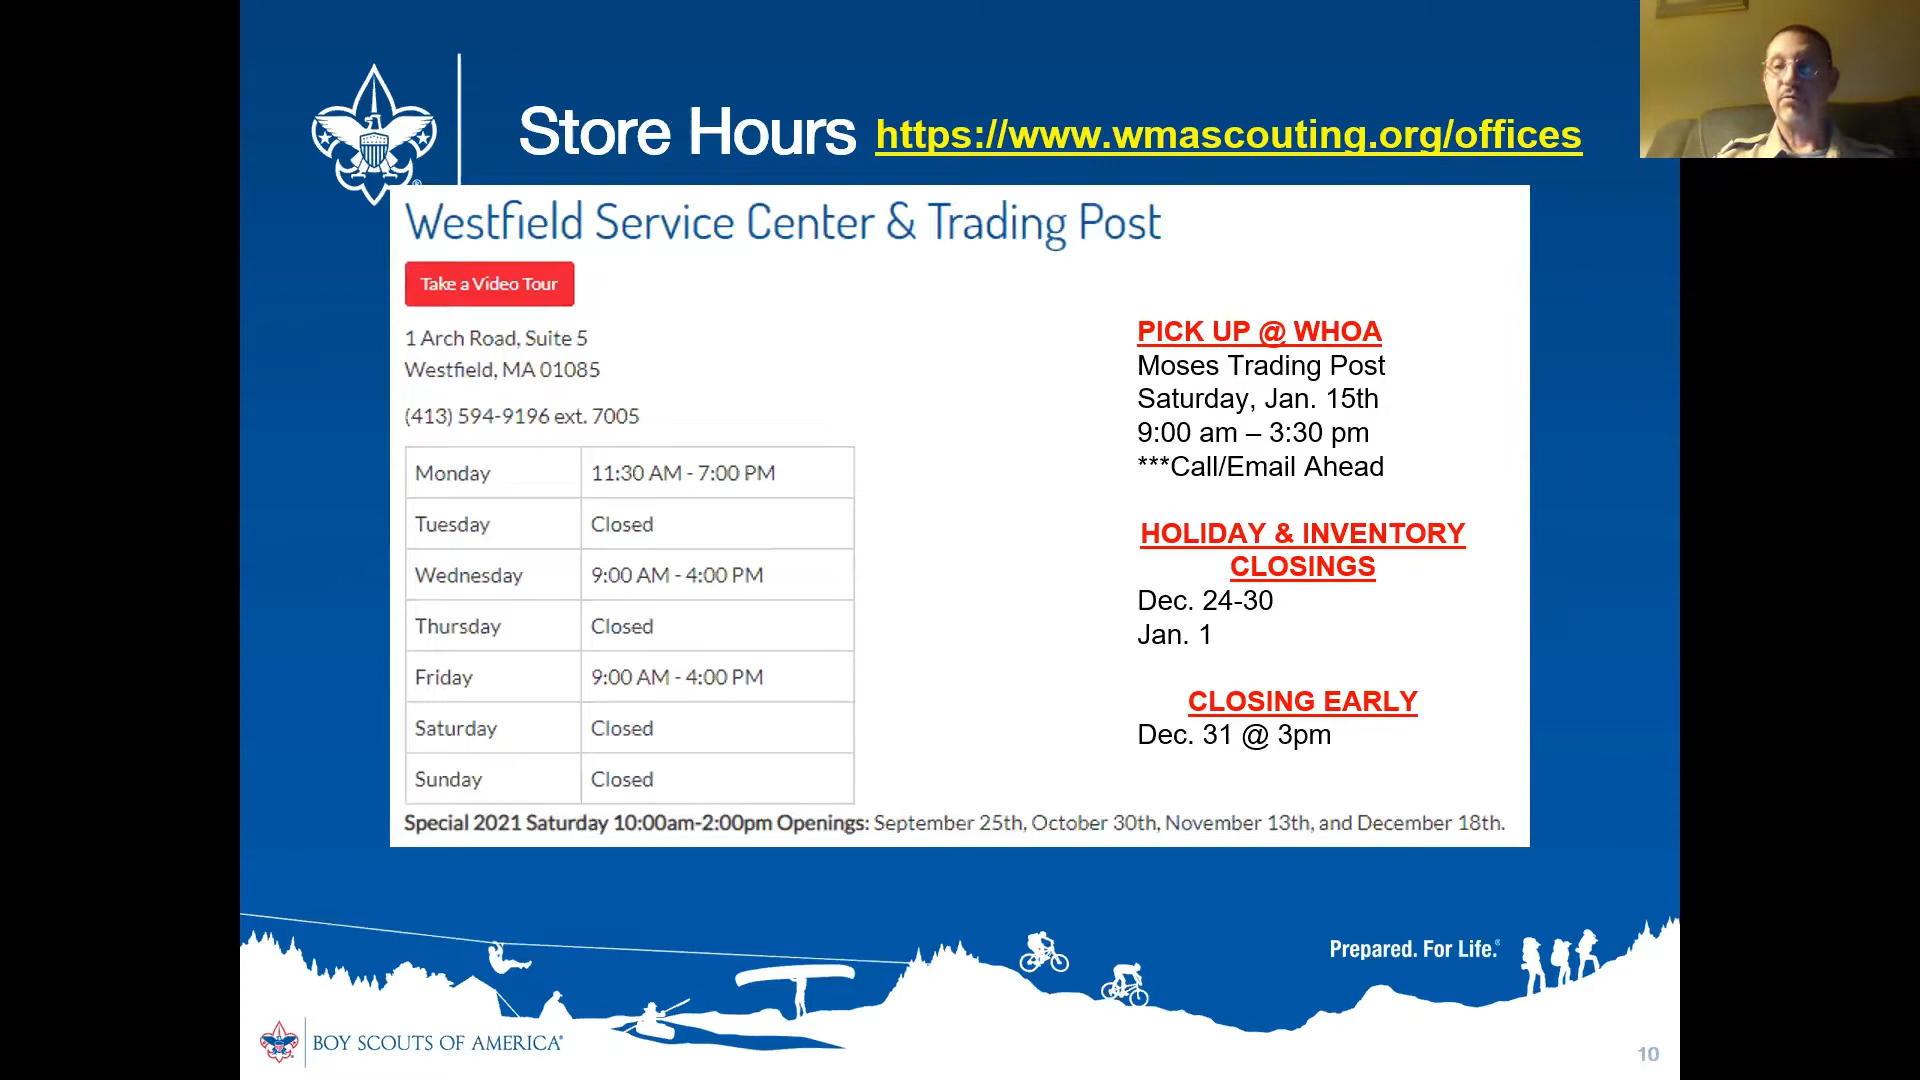 Store Hours https://www.wmascouting.org/offices
Westfield Service Center & Trading Post
Take a Video Tour
1 Arch Road, Suite 5
Westfield, MA 01085
(413) 594-9196 ext. 7005
Monday 11:30 AM - 7:00 PM
Tuesday Closed
Wednesday 9:00 AM - 4:00 PM
Thursday Closed
Friday 9:00 AM - 4:00 PM
Saturday Closed
Sunday Closed
Special 2021 Saturday 10:00am-2:00pm Openings: September 25th, October 30th, November 13th, and December 18th.
PICK UP @ WHOA
Moses Trading Post
Saturday, Jan. 15th
9:00 am – 3:30 pm
***Call/Email Ahead
HOLIDAY & INVENTORY
CLOSINGS
Dec. 24-30
Jan. 1
CLOSING EARLY
Dec. 31 @ 3pm
Prepared. For Life.®
BOY SCOUTS OF AMERICA®
10